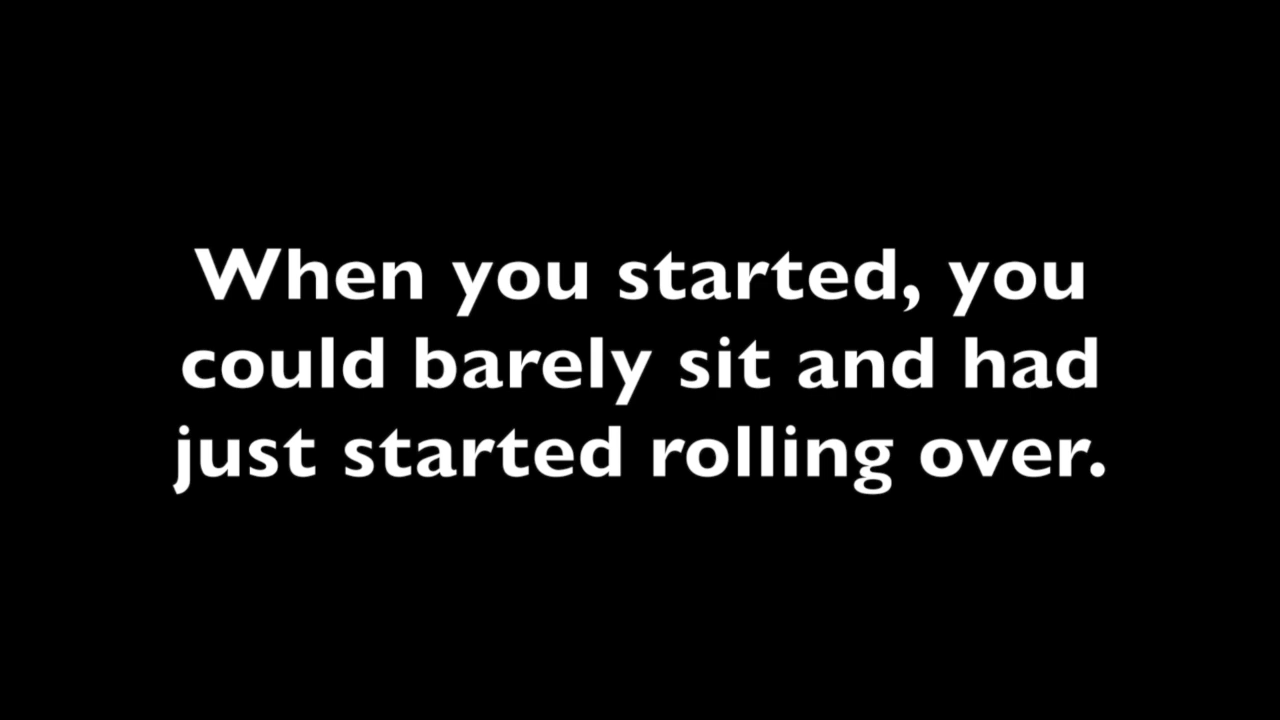 When you started, you
could barely sit and had
just started rolling over.